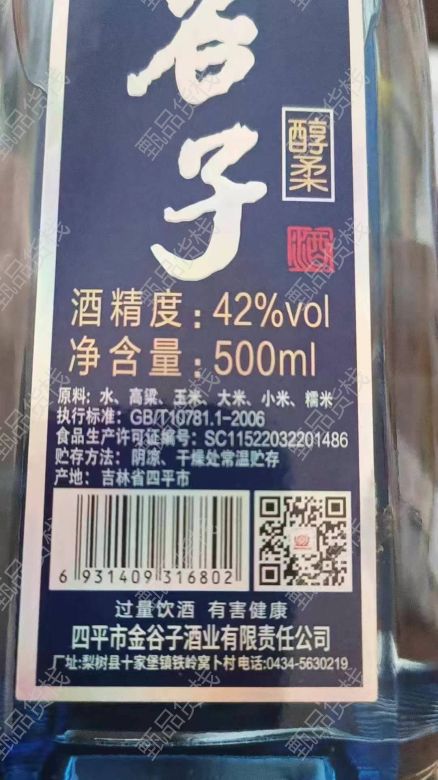 谷子
醇柔
酒
酒精度：42%vol
净含量：500ml
原料：水、高粱、玉米、大米、小米、糯米
执行标准：GB/T10781.1-2006
食品生产许可证编号：SC11522032201486
贮存方法：阴凉、干燥处常温贮存
产地：吉林省四平市
6 931409 316802
过量饮酒 有害健康
四平市金谷子酒业有限责任公司
厂址:梨树县十家堡镇铁岭窝卜村 电话:0434-5630219
甄品货栈